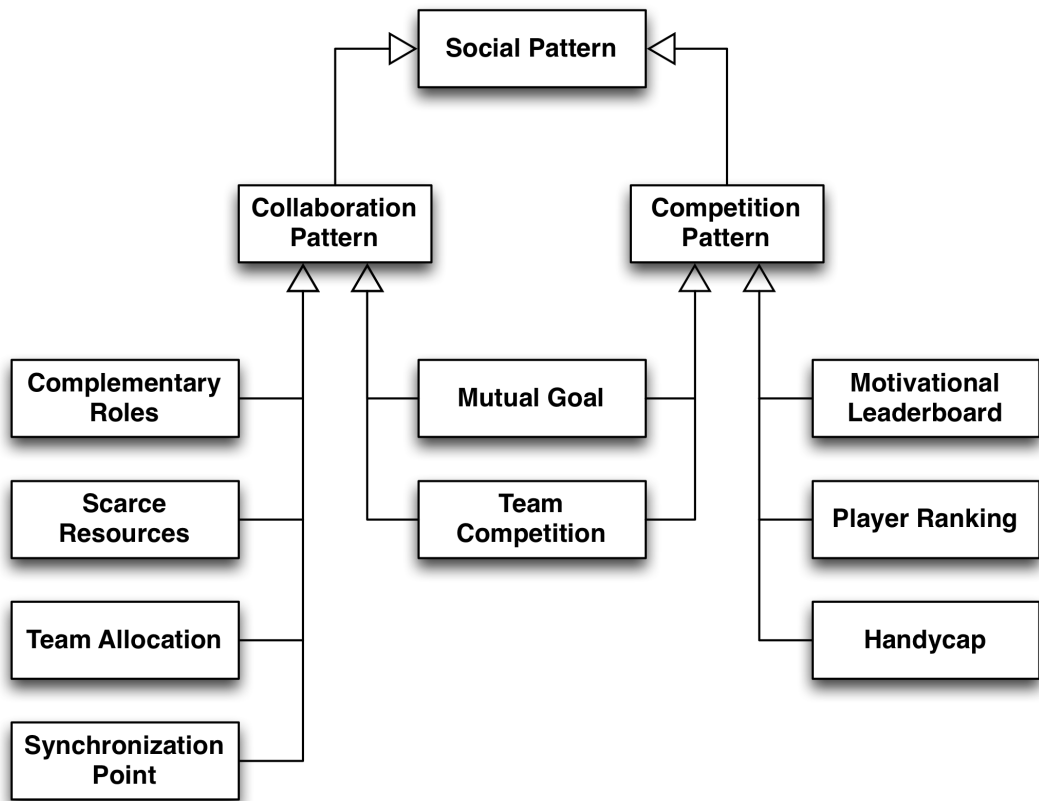 Social Pattern
Collaboration
Pattern
Competition
Pattern
Complementary
Roles
Mutual Goal
Motivational
Leaderboard
Scarce
Resources
Team
Competition
Player Ranking
Team Allocation
Handycap
Synchronization
Point